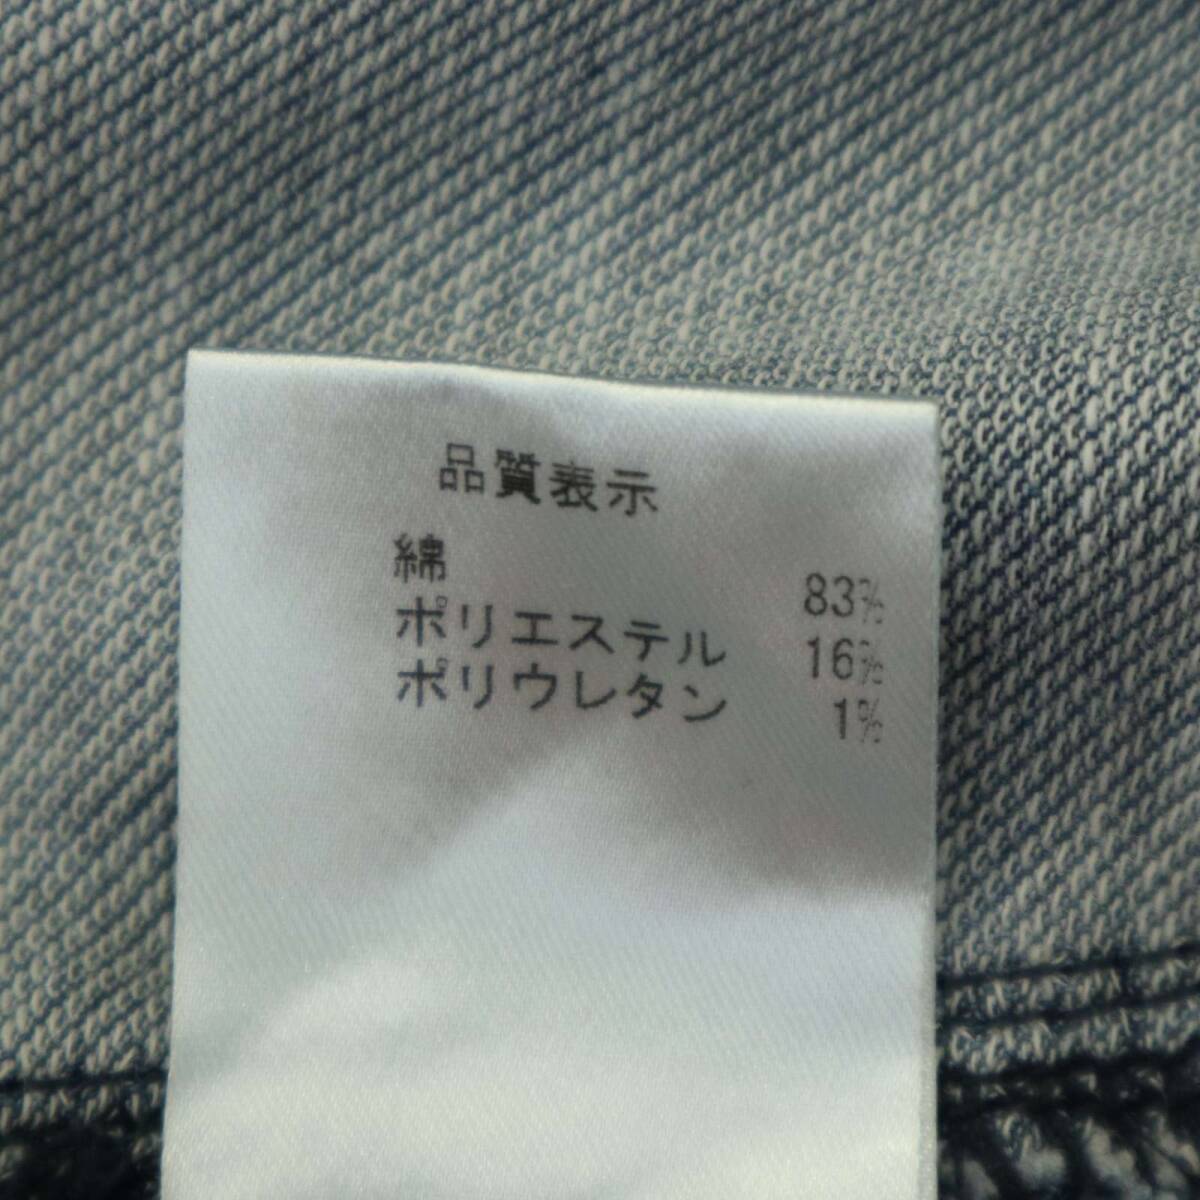 品質表示
綿 83%
ポリエステル 16%
ポリウレタン 1%